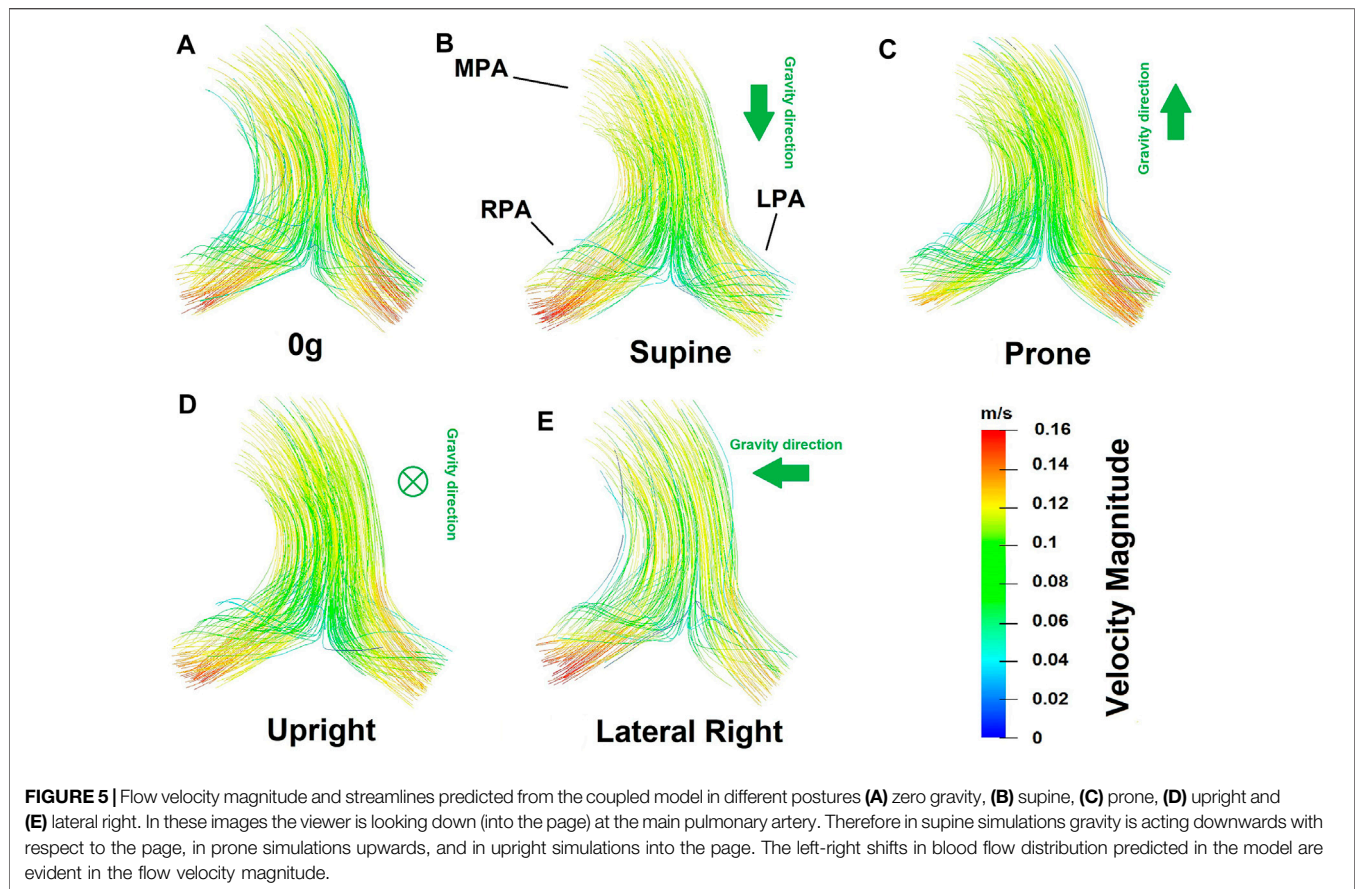 A
B
C
MPA
Gravity direction
Gravity direction
RPA
LPA
0g
Supine
Prone
D
E
Gravity direction
Gravity direction
m/s
0.16
0.14
0.12
0.1
0.08
0.06
0.04
0.02
0
Velocity Magnitude
Upright
Lateral Right
FIGURE 5 | Flow velocity magnitude and streamlines predicted from the coupled model in different postures (A) zero gravity, (B) supine, (C) prone, (D) upright and
(E) lateral right. In these images the viewer is looking down (into the page) at the main pulmonary artery. Therefore in supine simulations gravity is acting downwards with
respect to the page, in prone simulations upwards, and in upright simulations into the page. The left-right shifts in blood flow distribution predicted in the model are
evident in the flow velocity magnitude.